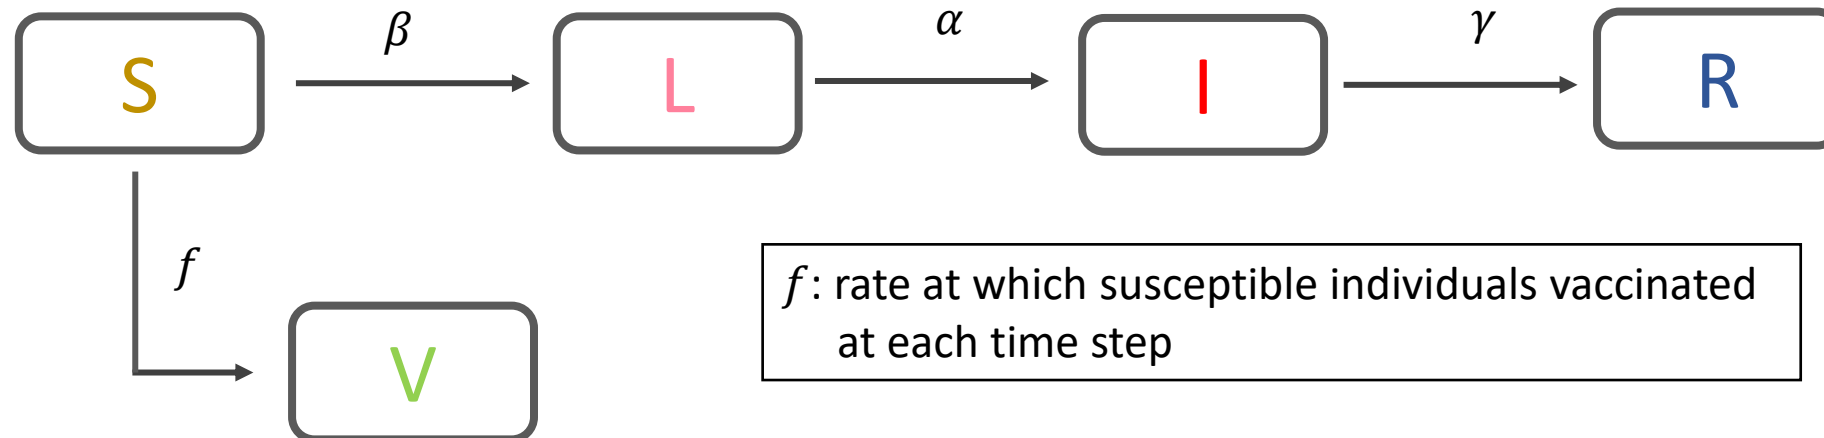 β
α
γ
S
L
I
R
f
V
f: rate at which susceptible individuals vaccinated
at each time step